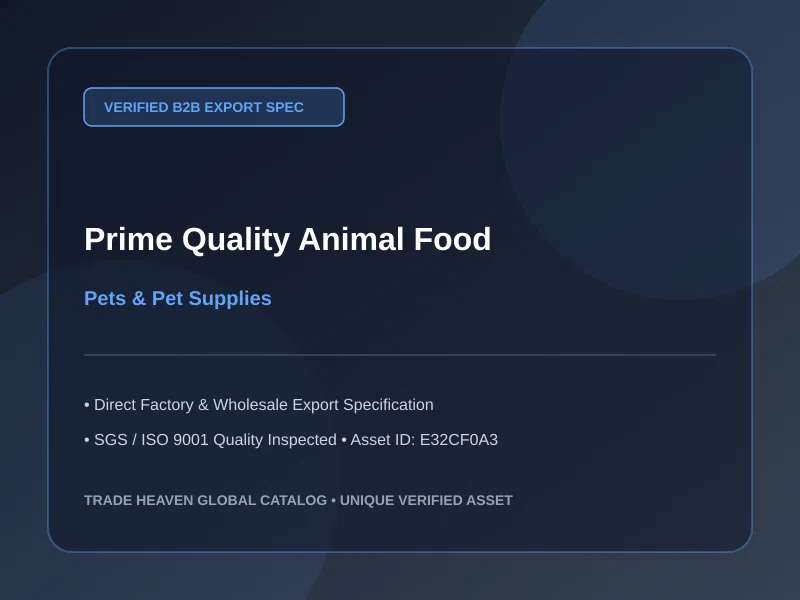 VERIFIED B2B EXPORT SPEC
Prime Quality Animal Food
Pets & Pet Supplies
• Direct Factory & Wholesale Export Specification
• SGS / ISO 9001 Quality Inspected • Asset ID: E32CF0A3
TRADE HEAVEN GLOBAL CATALOG • UNIQUE VERIFIED ASSET